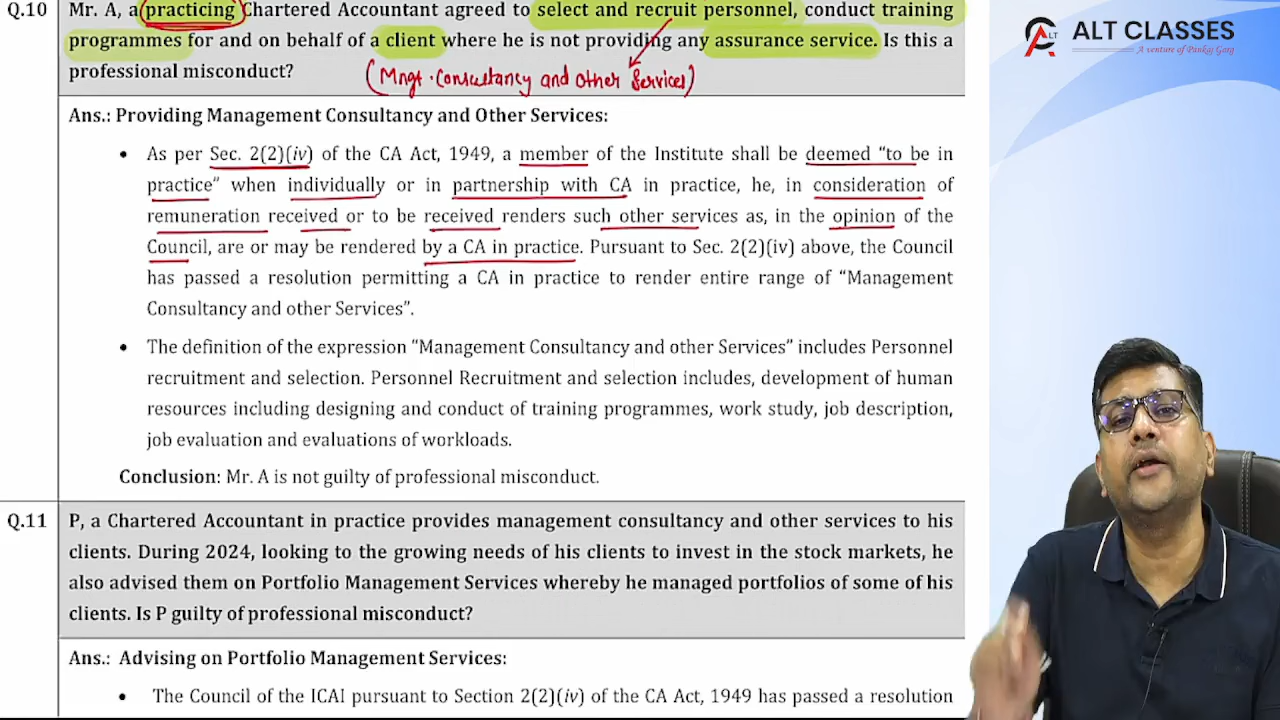 Q.10 Mr. A, a practicing Chartered Accountant agreed to select and recruit personnel, conduct training
programmes for and on behalf of a client where he is not providing any assurance service. Is this a
professional misconduct?
(Mngt. Consultancy and other Services)
Ans.: Providing Management Consultancy and Other Services:
• As per Sec. 2(2)(iv) of the CA Act, 1949, a member of the Institute shall be deemed “to be in
practice” when individually or in partnership with CA in practice, he, in consideration of
remuneration received or to be received renders such other services as, in the opinion of the
Council, are or may be rendered by a CA in practice. Pursuant to Sec. 2(2)(iv) above, the Council
has passed a resolution permitting a CA in practice to render entire range of “Management
Consultancy and other Services”.
• The definition of the expression “Management Consultancy and other Services” includes Personnel
recruitment and selection. Personnel Recruitment and selection includes, development of human
resources including designing and conduct of training programmes, work study, job description,
job evaluation and evaluations of workloads.
Conclusion: Mr. A is not guilty of professional misconduct.
Q.11 P, a Chartered Accountant in practice provides management consultancy and other services to his
clients. During 2024, looking to the growing needs of his clients to invest in the stock markets, he
also advised them on Portfolio Management Services whereby he managed portfolios of some of his
clients. Is P guilty of professional misconduct?
Ans.: Advising on Portfolio Management Services:
• The Council of the ICAI pursuant to Section 2(2)(iv) of the CA Act, 1949 has passed a resolution
ALT
ALT CLASSES
A venture of Pankaj Garg